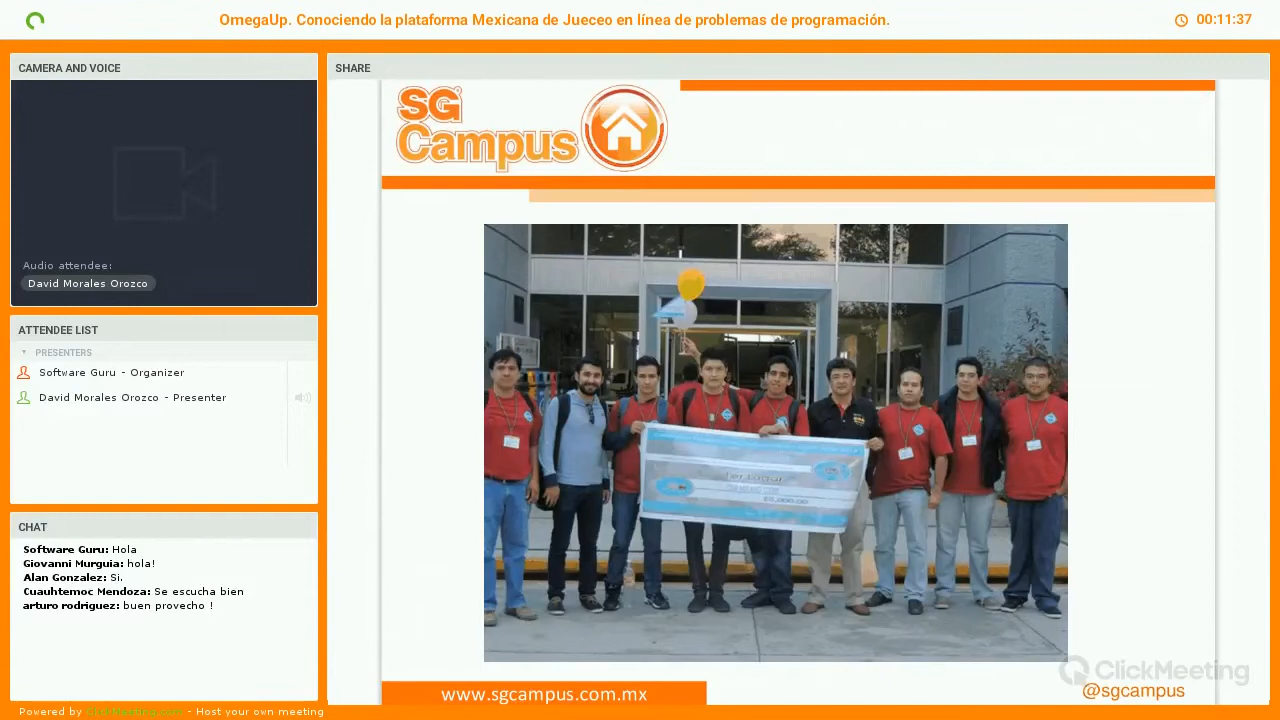 OmegaUp. Conociendo la plataforma Mexicana de Jueceo en línea de problemas de programación.
00:11:37
CAMERA AND VOICE
Audio attendee:
David Morales Orozco
ATTENDEE LIST
PRESENTERS
Software Guru - Organizer
David Morales Orozco - Presenter
CHAT
Software Guru: Hola
Giovanni Murguia: hola!
Alan Gonzalez: Si.
Cuauhtemoc Mendoza: Se escucha bien
arturo rodriguez: buen provecho !
Powered by ClickMeeting.com - Host your own meeting
SHARE
SG
Campus
1er Lugar
www.sgcampus.com.mx
ClickMeeting
@sgcampus